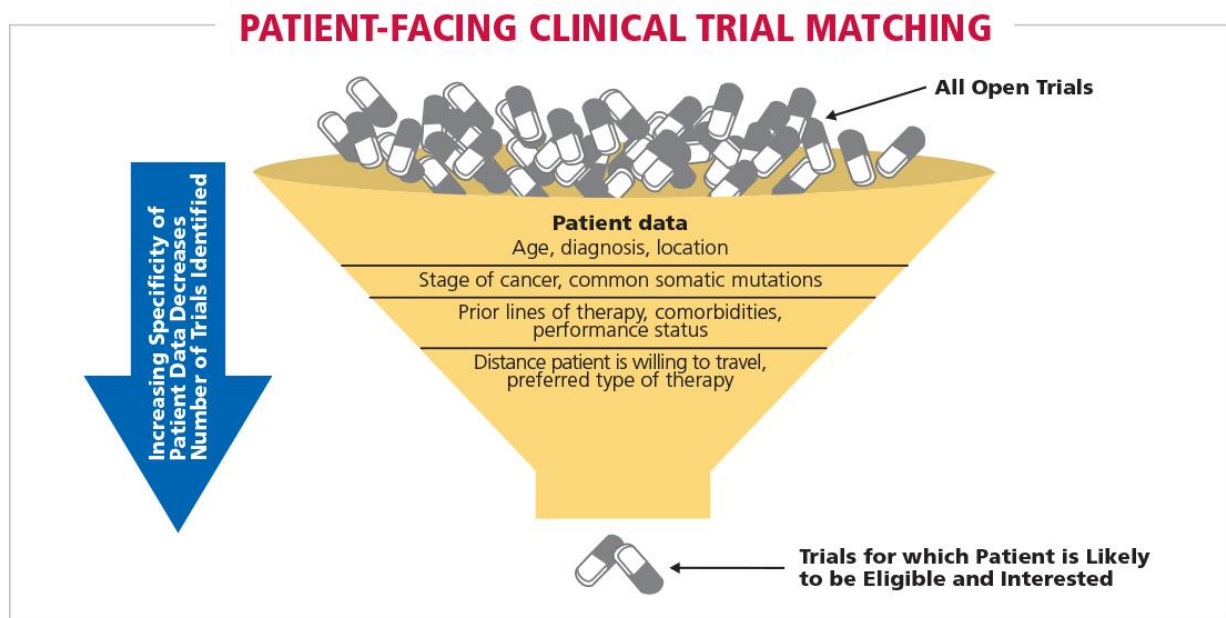 PATIENT-FACING CLINICAL TRIAL MATCHING
All Open Trials
Increasing Specificity of
Patient Data Decreases
Number of Trials Identified
Patient data
Age, diagnosis, location
Stage of cancer, common somatic mutations
Prior lines of therapy, comorbidities,
performance status
Distance patient is willing to travel,
preferred type of therapy
Trials for which Patient is Likely
to be Eligible and Interested